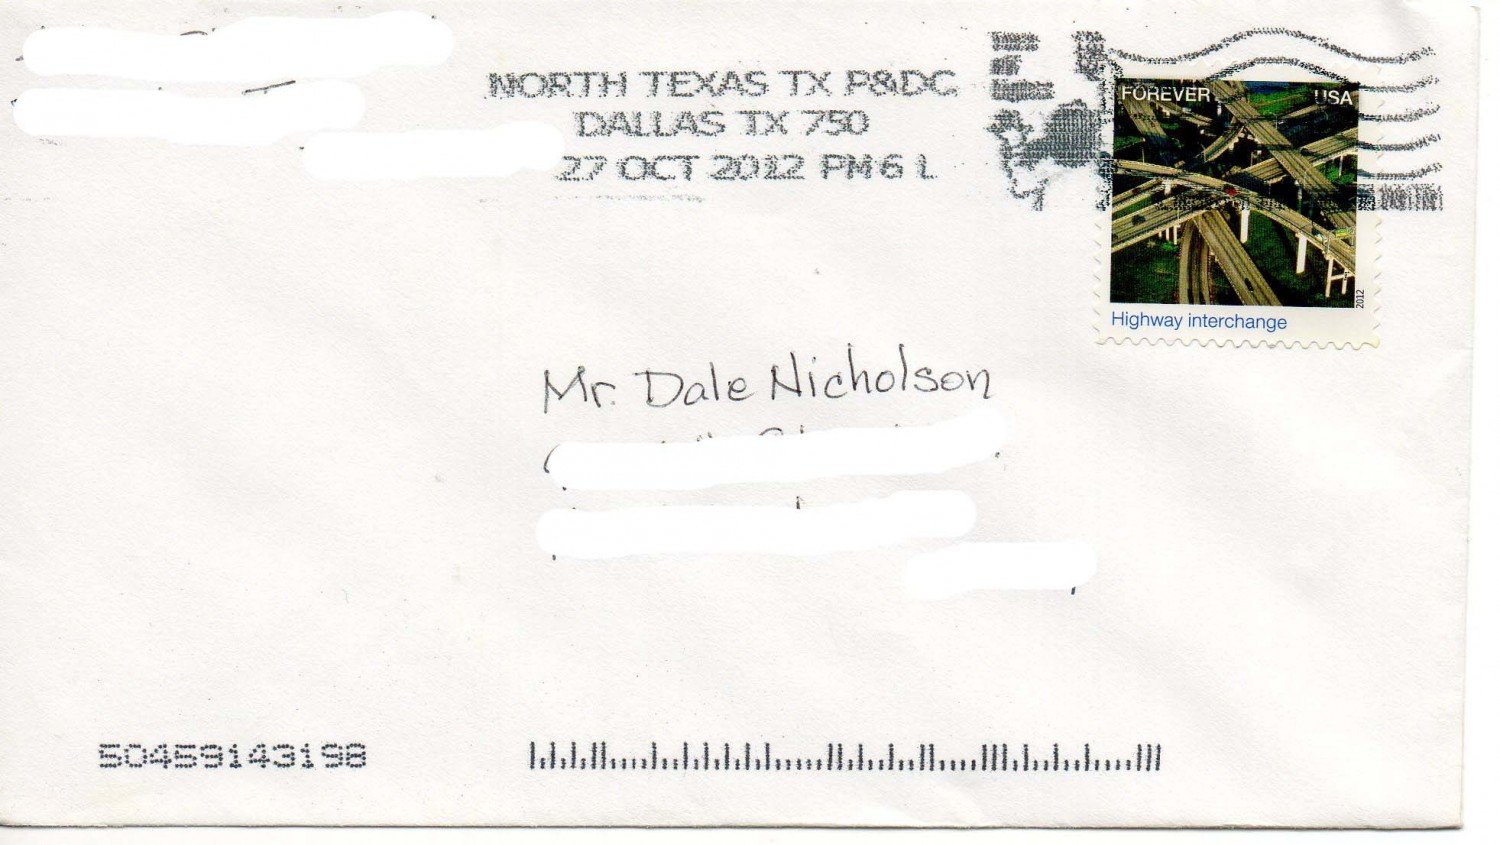 NORTH TEXAS TX P&DC
DALLAS TX 750
27 OCT 2012 PM 6 L
FOREVER USA
2012
Highway interchange
Mr. Dale Nicholson
50459143198